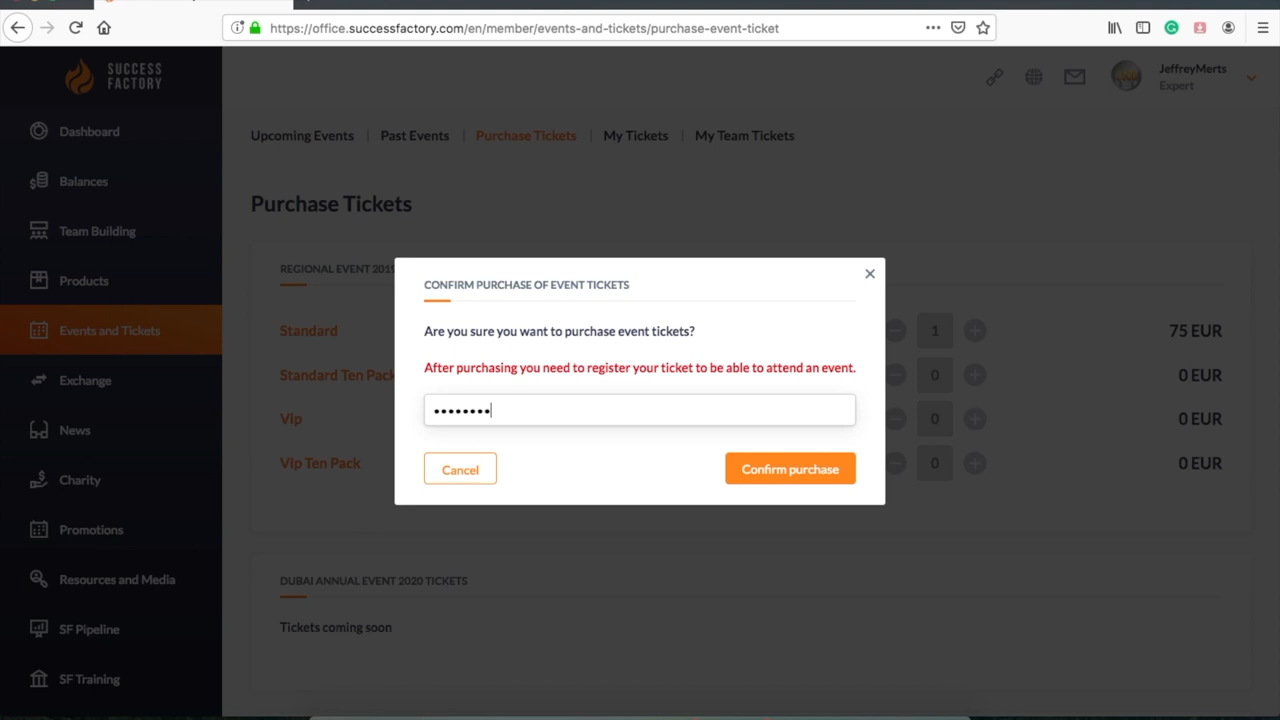 https://office.successfactory.com/en/member/events-and-tickets/purchase-event-ticket
SUCCESS
FACTORY
JeffreyMerts
Expert
Dashboard
Balances
Team Building
Products
Events and Tickets
Exchange
News
Charity
Promotions
Resources and Media
SF Pipeline
SF Training
Upcoming Events | Past Events | Purchase Tickets | My Tickets | My Team Tickets
Purchase Tickets
REGIONAL EVENT 2019
Standard 1 75 EUR
Standard Ten Pack 0 0 EUR
Vip 0 0 EUR
Vip Ten Pack 0 0 EUR
CONFIRM PURCHASE OF EVENT TICKETS
Are you sure you want to purchase event tickets?
After purchasing you need to register your ticket to be able to attend an event.
••••••••
Cancel Confirm purchase
DUBAI ANNUAL EVENT 2020 TICKETS
Tickets coming soon